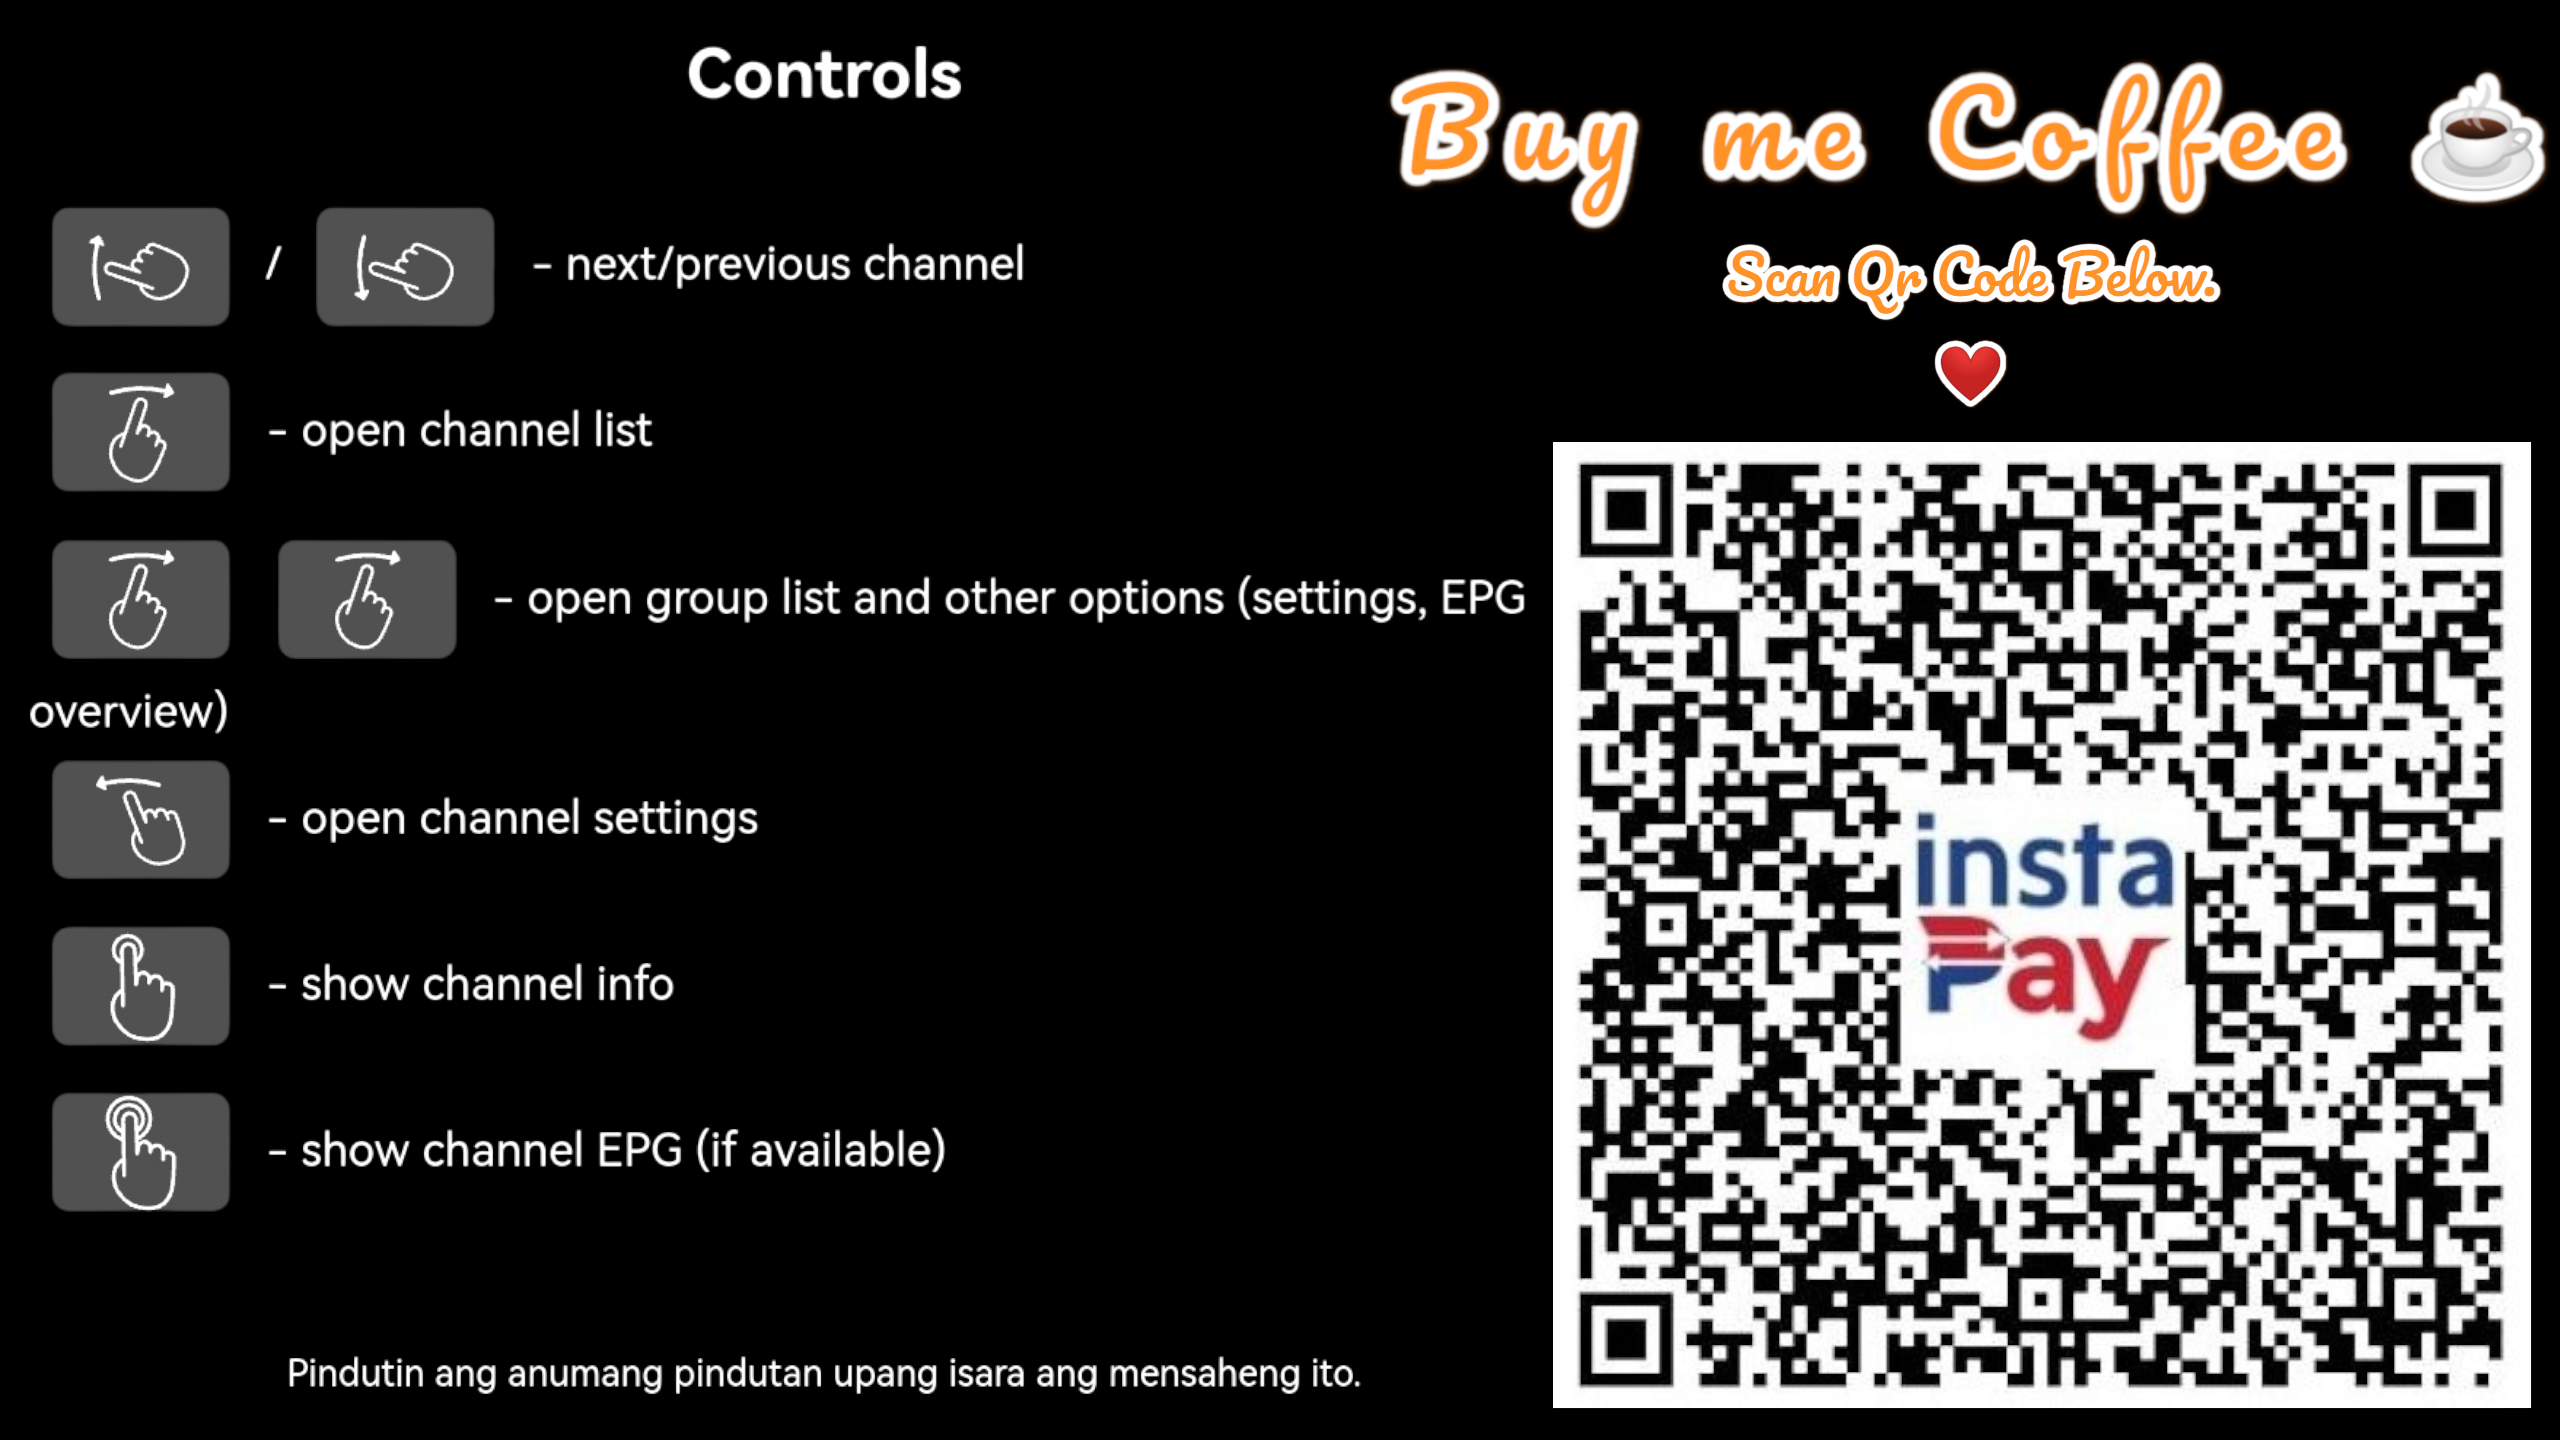 Controls
/ - next/previous channel
- open channel list
- open group list and other options (settings, EPG
overview)
- open channel settings
- show channel info
- show channel EPG (if available)
Pindutin ang anumang pindutan upang isara ang mensaheng ito.
Buy me Coffee
Scan Qr Code Below.
insta
Pay